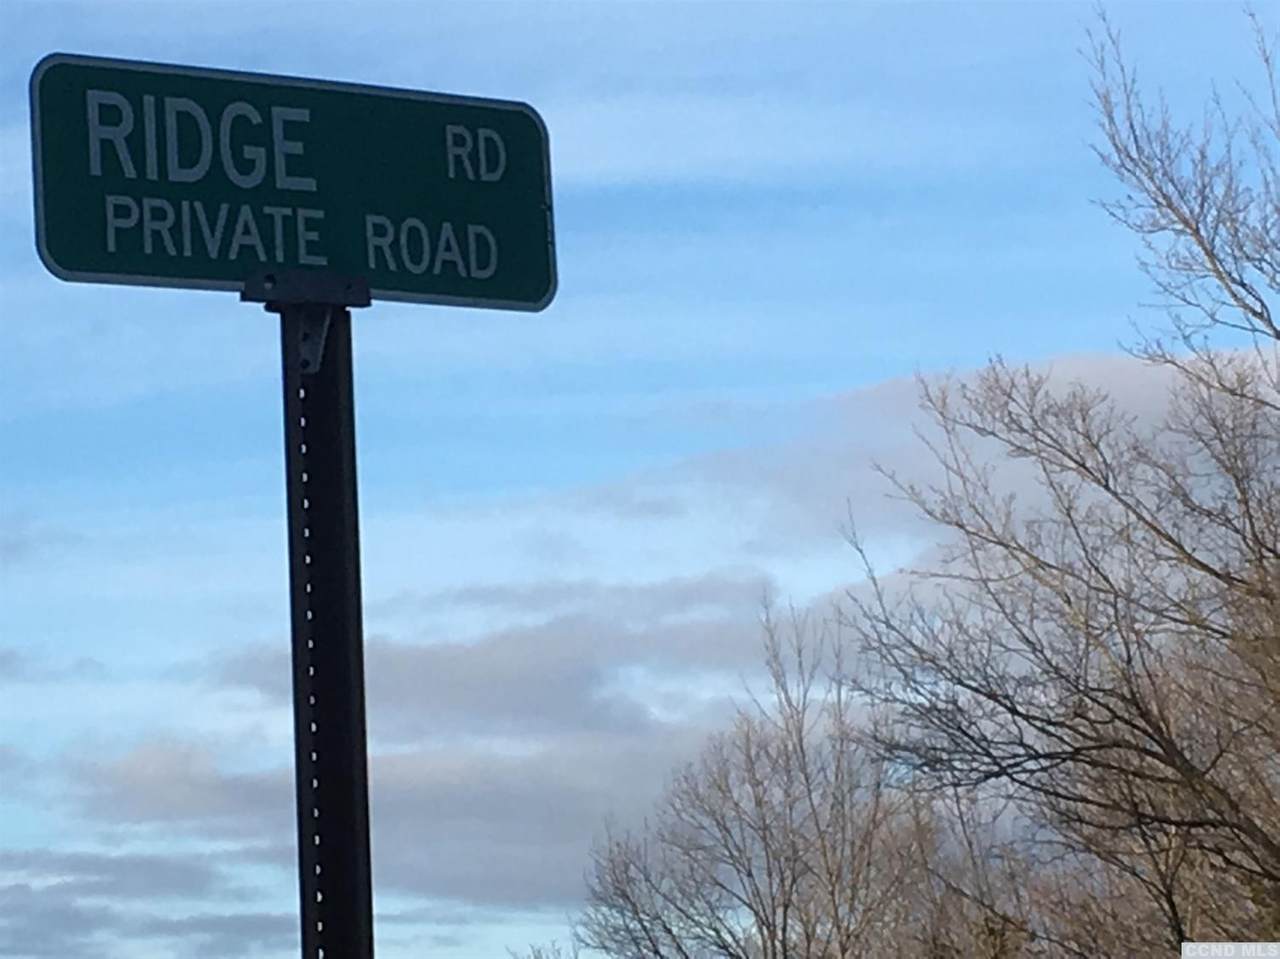 RIDGE RD
PRIVATE ROAD
CCND MLS